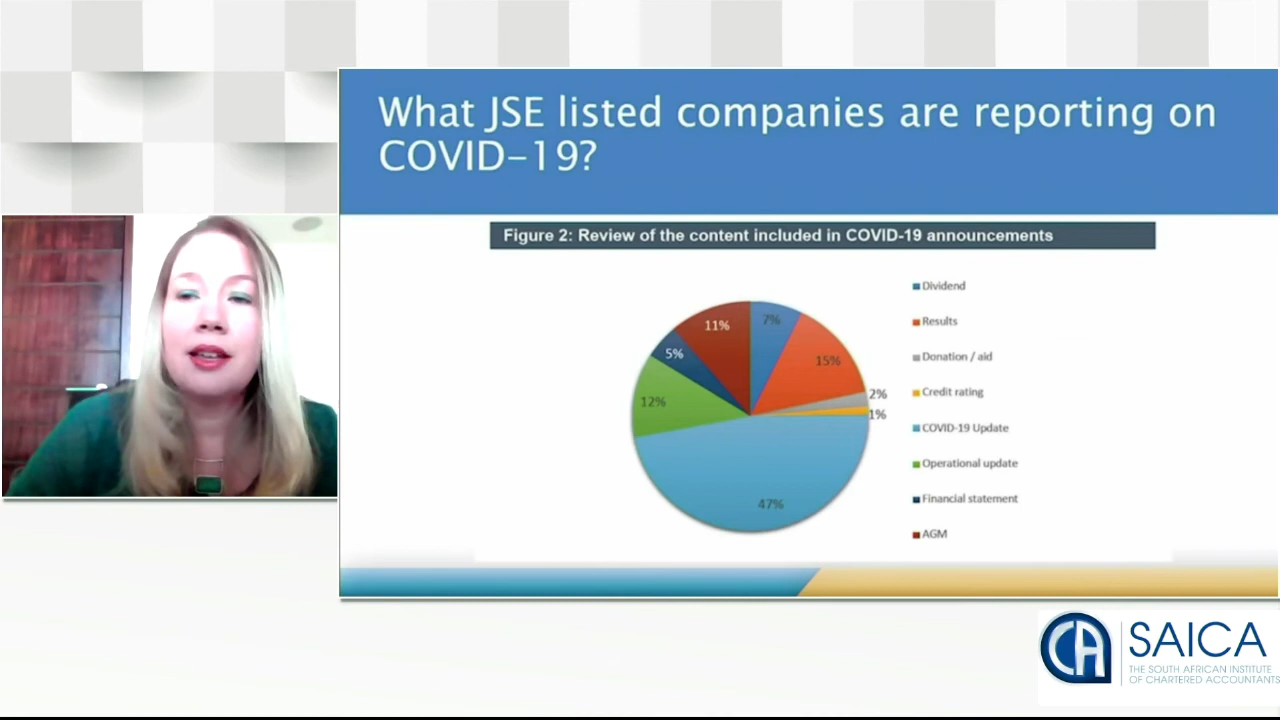 What JSE listed companies are reporting on
COVID-19?
Figure 2: Review of the content included in COVID-19 announcements
Dividend
Results
Donation / aid
Credit rating
COVID-19 Update
Operational update
Financial statement
AGM
7%
15%
2%
1%
47%
12%
5%
11%
CA
SAICA
THE SOUTH AFRICAN INSTITUTE
OF CHARTERED ACCOUNTANTS